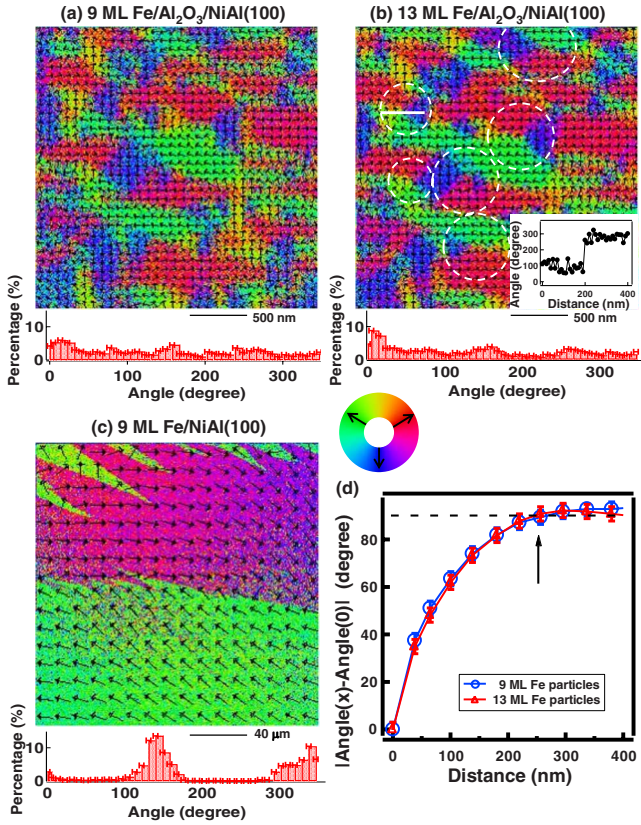 (a) 9 ML Fe/Al₂O₃/NiAl(100)
(b) 13 ML Fe/Al₂O₃/NiAl(100)
Angle (degree)
300
200
100
0
0 200 400
Distance (nm)
Percentage (%)
10
0
500 nm
0 100 200 300
Angle (degree)
Percentage (%)
10
0
500 nm
0 100 200 300
Angle (degree)
(c) 9 ML Fe/NiAl(100)
Percentage (%)
10
0
40 μm
0 100 200 300
Angle (degree)
(d)
|Angle(x)-Angle(0)| (degree)
80
60
40
20
0
9 ML Fe particles
13 ML Fe particles
0 100 200 300 400
Distance (nm)